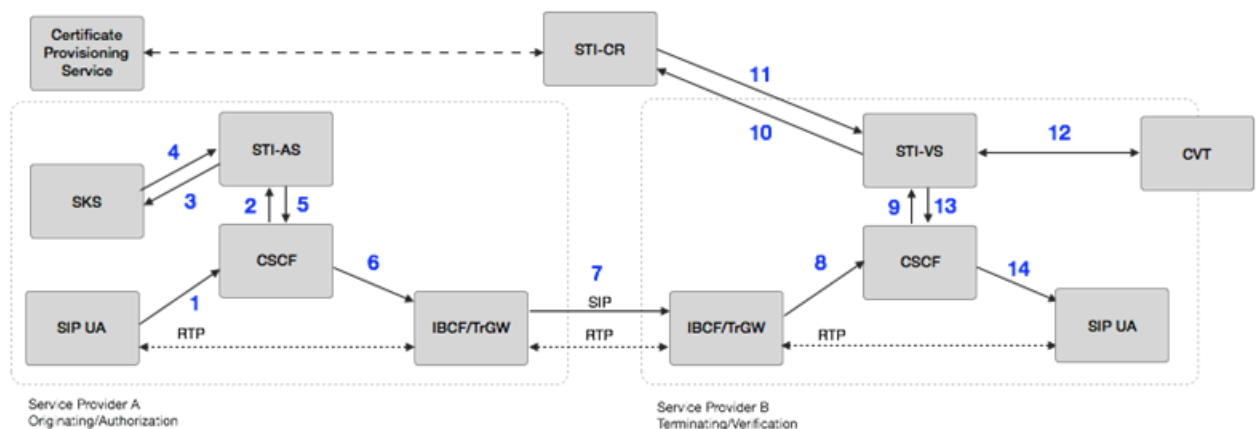 Certificate
Provisioning
Service
STI-CR
11
10
STI-AS
STI-VS
12
CVT
4
3
SKS
2
5
9
13
CSCF
CSCF
6
7
8
14
1
SIP
SIP UA
RTP
IBCF/TrGW
RTP
IBCF/TrGW
RTP
SIP UA
Service Provider A
Originating/Authorization
Service Provider B
Terminating/Verification